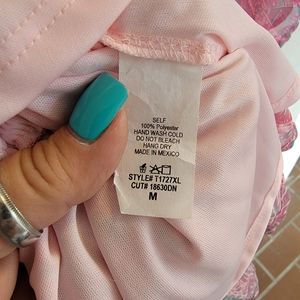 SELF
100% Polyester
HAND WASH COLD
DO NOT BLEACH
HANG DRY
MADE IN MEXICO
STYLE# T1727XL
CUT# 18630DN
M